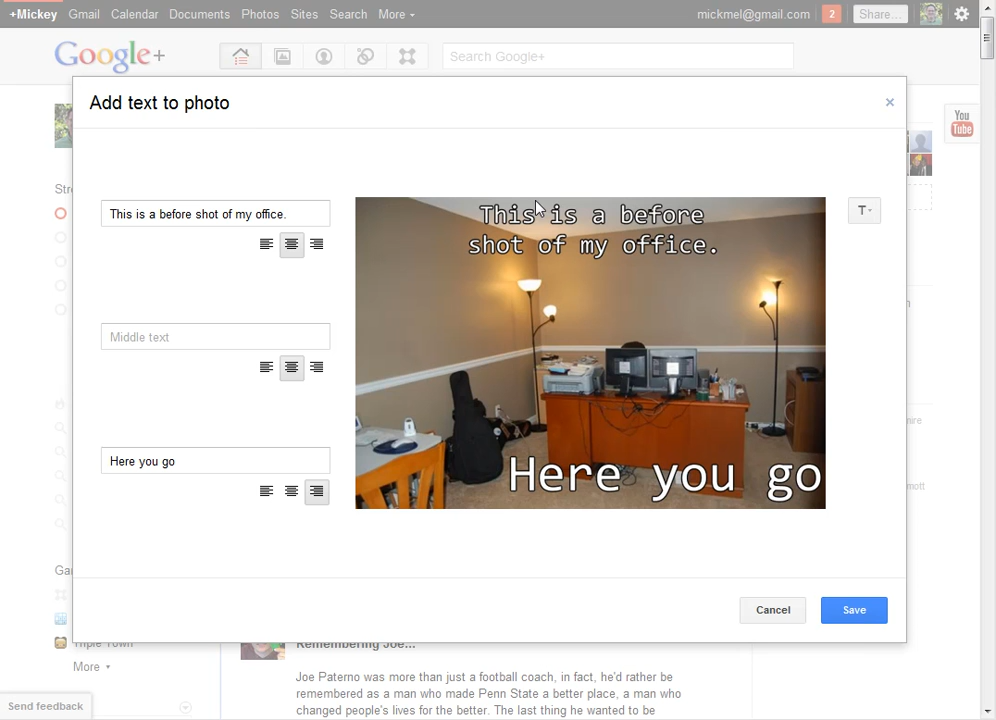 +Mickey Gmail Calendar Documents Photos Sites Search More mickmel@gmail.com 2 Share...
Google+ Search Google+
Add text to photo
You Tube
This is a before shot of my office.
T
This is a before
shot of my office.
Middle text
Here you go
Here you go
Cancel Save
Triple Town
More
Remembering Joe...
Joe Paterno was more than just a football coach, in fact, he'd rather be
remembered as a man who made Penn State a better place, a man who
changed people's lives for the better. The last thing he wanted to be
Send feedback